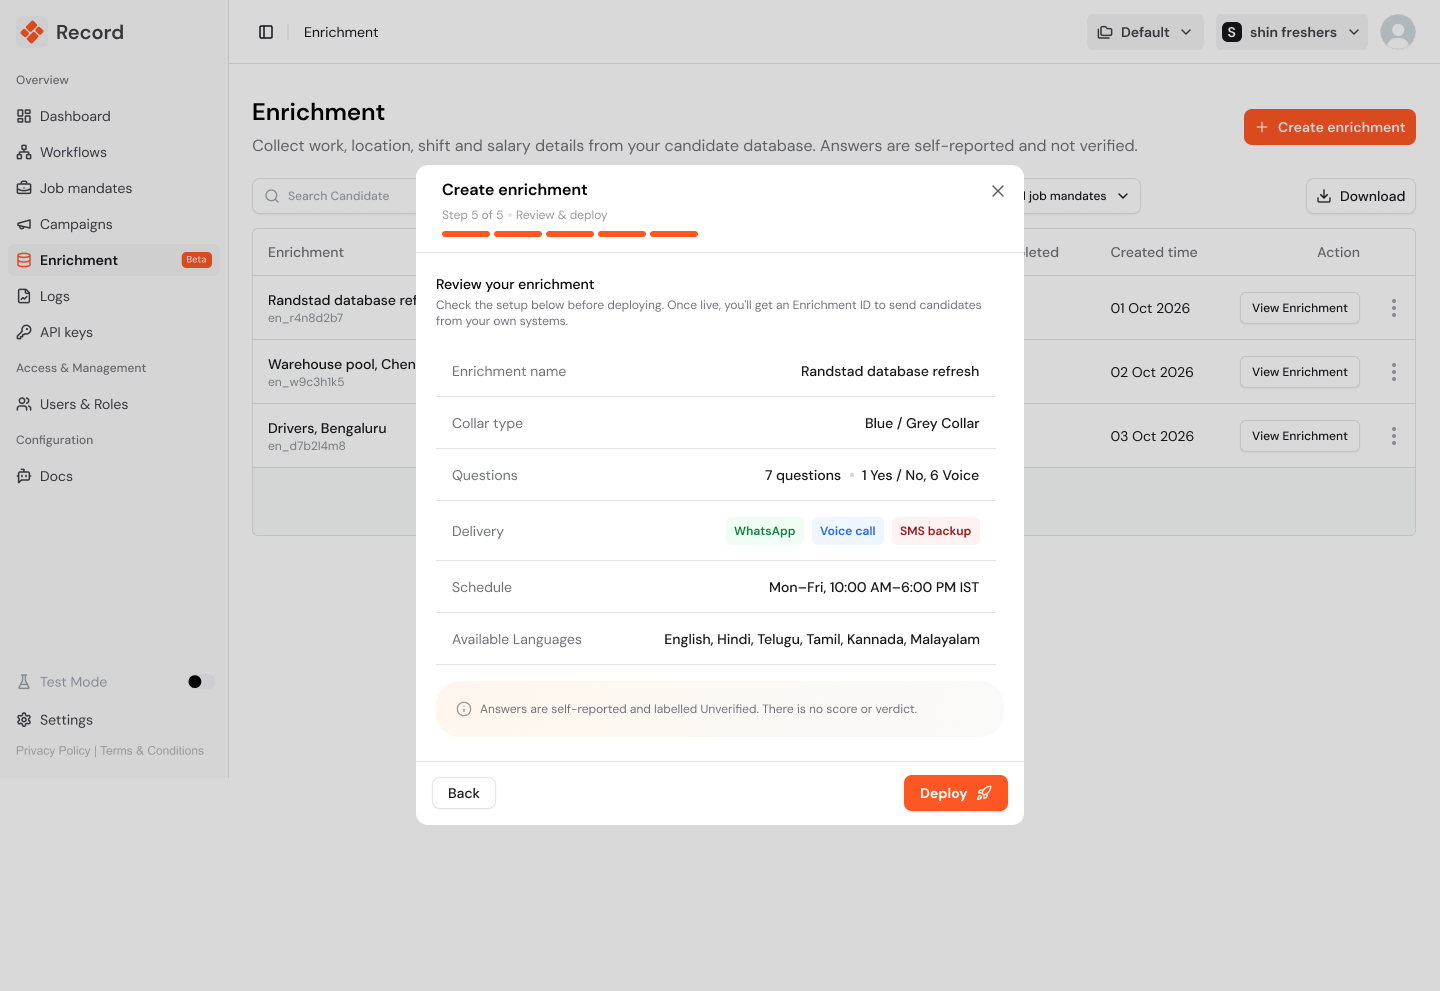 Record
Overview
Dashboard
Workflows
Job mandates
Campaigns
Enrichment Beta
Logs
API keys
Access & Management
Users & Roles
Configuration
Docs
Test Mode
Settings
Privacy Policy | Terms & Conditions
Enrichment
Default
S shin freshers
Enrichment
Collect work, location, shift and salary details from your candidate database. Answers are self-reported and not verified.
Create enrichment
Search Candidate
job mandates
Download
Enrichment
Created time
Action
Randstad database ref
en_r4n8d2b7
01 Oct 2026
View Enrichment
Warehouse pool, Chen
en_w9c3h1k5
02 Oct 2026
View Enrichment
Drivers, Bengaluru
en_d7b2l4m8
03 Oct 2026
View Enrichment
Create enrichment
Step 5 of 5 • Review & deploy
Review your enrichment
Check the setup below before deploying. Once live, you'll get an Enrichment ID to send candidates
from your own systems.
Enrichment name Randstad database refresh
Collar type Blue / Grey Collar
Questions 7 questions • 1 Yes / No, 6 Voice
Delivery WhatsApp Voice call SMS backup
Schedule Mon–Fri, 10:00 AM–6:00 PM IST
Available Languages English, Hindi, Telugu, Tamil, Kannada, Malayalam
Answers are self-reported and labelled Unverified. There is no score or verdict.
Back
Deploy